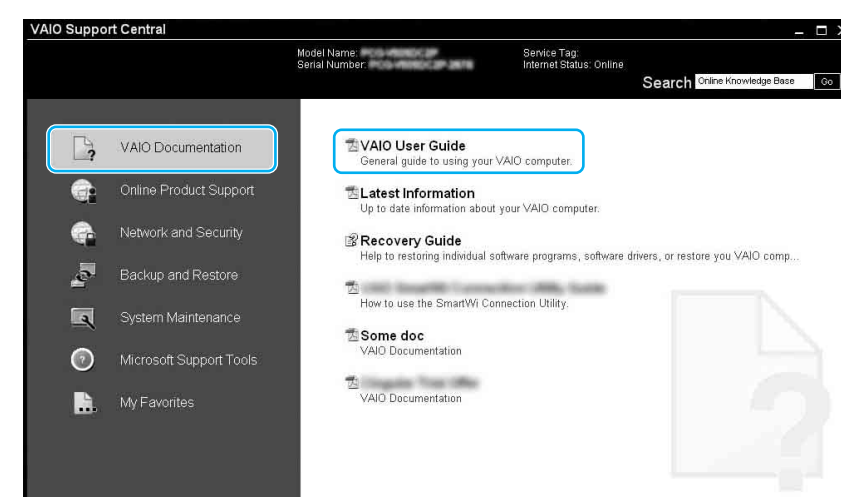 VAIO Support Central
Model Name:
Serial Number:
Service Tag:
Internet Status: Online
Search Online Knowledge Base Go
VAIO Documentation
Online Product Support
Network and Security
Backup and Restore
System Maintenance
Microsoft Support Tools
My Favorites
VAIO User Guide
General guide to using your VAIO computer.
Latest Information
Up to date information about your VAIO computer.
Recovery Guide
Help to restoring individual software programs, software drivers, or restore you VAIO comp...
How to use the SmartWi Connection Utility.
Some doc
VAIO Documentation
VAIO Documentation